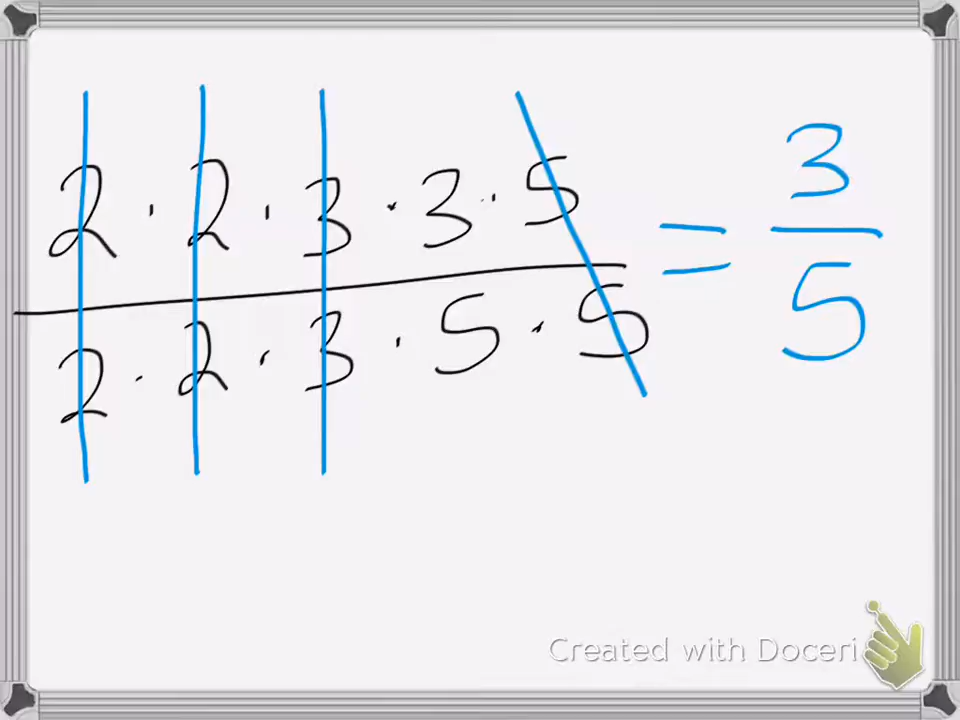 2 · 2 · 3 · 3 · 5
2 · 2 · 3 · 5 · 5
= 3
5
Created with Doceri